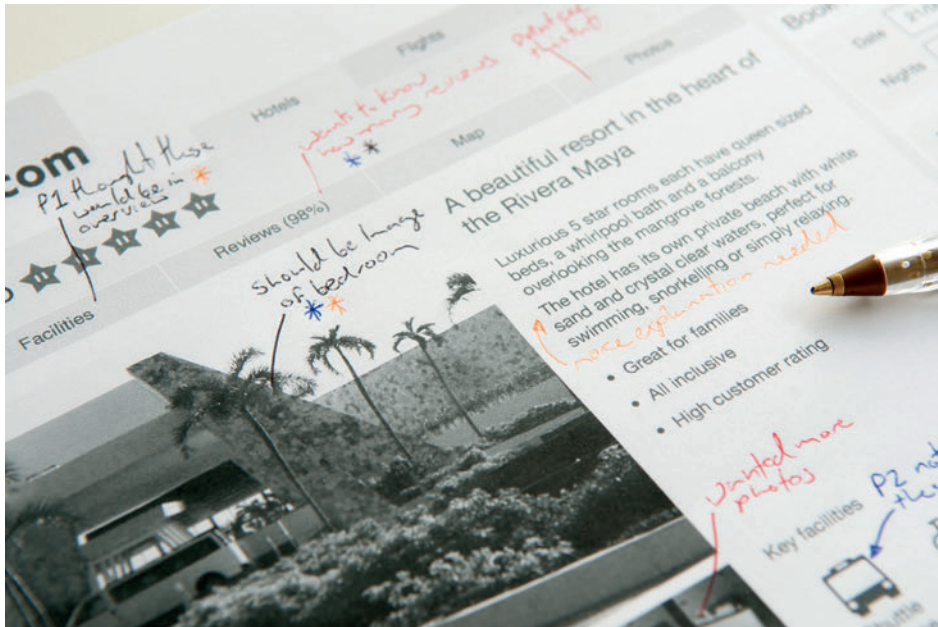 Flights
Hotels
Book
Date
21/
Nights
wants to know
how many reviews
Photos
Map
Reviews (98%)
Facilities
.com
P1 thought these
would be in
overview
should be image
of bedroom
A beautiful resort in the heart of
the Rivera Maya
Luxurious 5 star rooms each have queen sized
beds, a whirlpool bath and a balcony
overlooking the mangrove forests.
The hotel has its own private beach with white
sand and crystal clear waters, perfect for
swimming, snorkelling or simply relaxing.
more explanation needed
• Great for families
• All inclusive
• High customer rating
wanted more
photos
P2 not
Key facilities